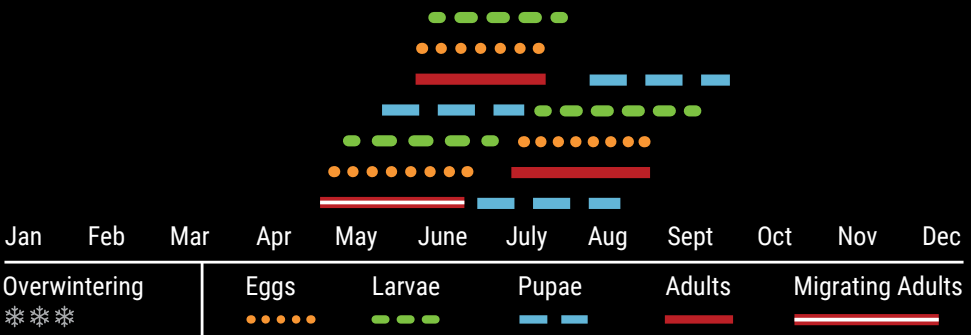 Jan Feb Mar Apr May June July Aug Sept Oct Nov Dec
Overwintering Eggs Larvae Pupae Adults Migrating Adults